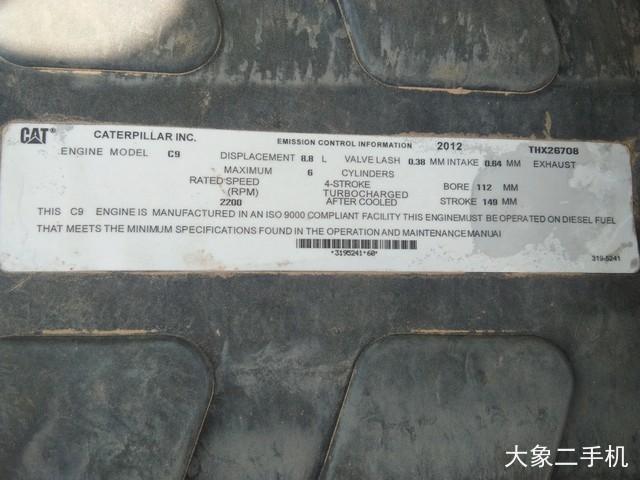 CAT® CATERPILLAR INC. EMISSION CONTROL INFORMATION 2012 THX26708
ENGINE MODEL C9 DISPLACEMENT 8.8 L VALVE LASH 0.38 MM INTAKE 0.64 MM EXHAUST
MAXIMUM 6 CYLINDERS
RATED SPEED 4-STROKE BORE 112 MM
(RPM) TURBOCHARGED
2200 AFTER COOLED STROKE 149 MM
THIS C9 ENGINE IS MANUFACTURED IN AN ISO 9000 COMPLIANT FACILITY THIS ENGINEMUST BE OPERATED ON DIESEL FUEL
THAT MEETS THE MINIMUM SPECIFICATIONS FOUND IN THE OPERATION AND MAINTENANCE MANUAI
*3195241*60*
319-5241
大象二手机